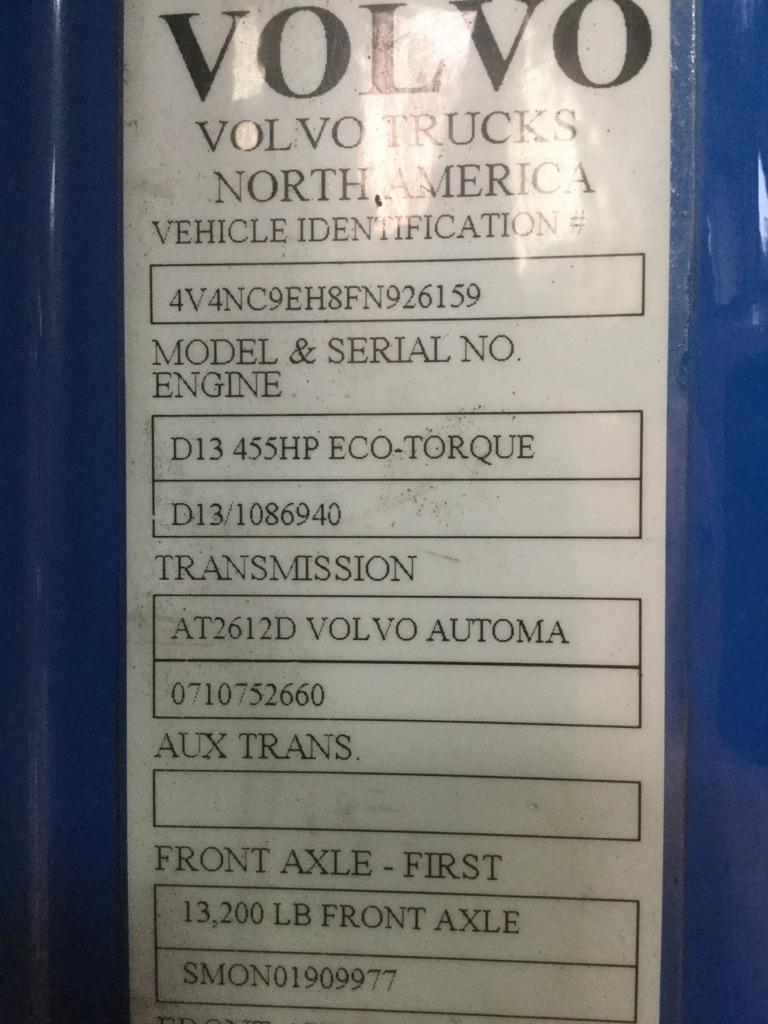 VOLVO
VOLVO TRUCKS
NORTH AMERICA
VEHICLE IDENTIFICATION #
4V4NC9EH8FN926159
MODEL & SERIAL NO.
ENGINE
D13 455HP ECO-TORQUE
D13/1086940
TRANSMISSION
AT2612D VOLVO AUTOMA
0710752660
AUX TRANS.
FRONT AXLE - FIRST
13,200 LB FRONT AXLE
SMON01909977